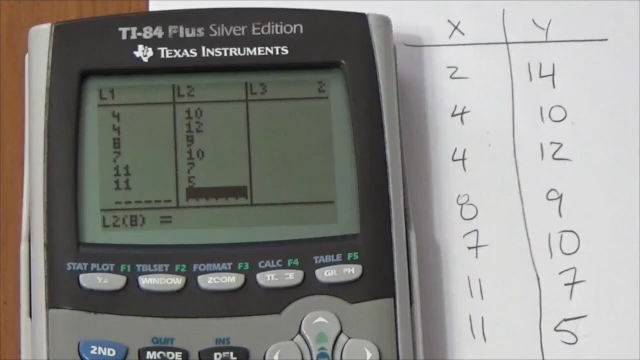 TI-84 Plus Silver Edition
TEXAS INSTRUMENTS
L1 L2 L3 2
4 10
4 12
8 9
7 10
11 7
11 5
------
L2(8) =
STAT PLOT F1 TBLSET F2 FORMAT F3 CALC F4 TABLE F5
Y= WINDOW ZOOM
QUIT INS
2ND MODE DEL
X Y
2 14
4 10
4 12
8 9
7 10
11 7
11 5